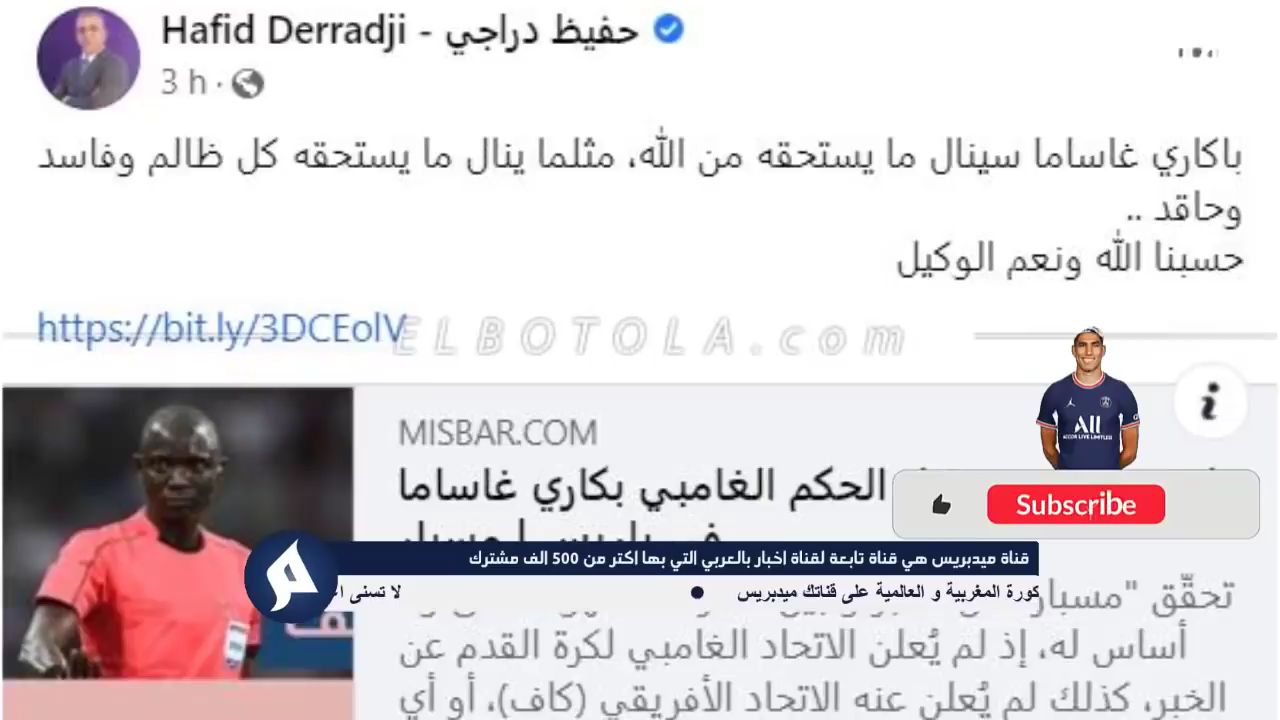 Hafid Derradji - حفيظ دراجي
3 h ·
باكاري غاساما سينال ما يستحقه من الله، مثلما ينال ما يستحقه كل ظالم وفاسد
وحاقد ..
حسبنا الله ونعم الوكيل
https://bit.ly/3DCEolV
ELBOTOLA.com
MISBAR.COM
الحكم الغامبي بكاري غاساما
Subscribe
قناة ميدبريس هي قناة تابعة لقناة اخبار بالعربي التي بها اكتر من 500 الف مشترك
كورة المغربية و العالمية على قناتك ميدبريس ● لا تسنى
تحقّق "مسبار
أساس له، إذ لم يُعلن الاتحاد الغامبي لكرة القدم عن
الخبر، كذلك لم يُعلن عنه الاتحاد الأفريقي (كاف)، أو أي